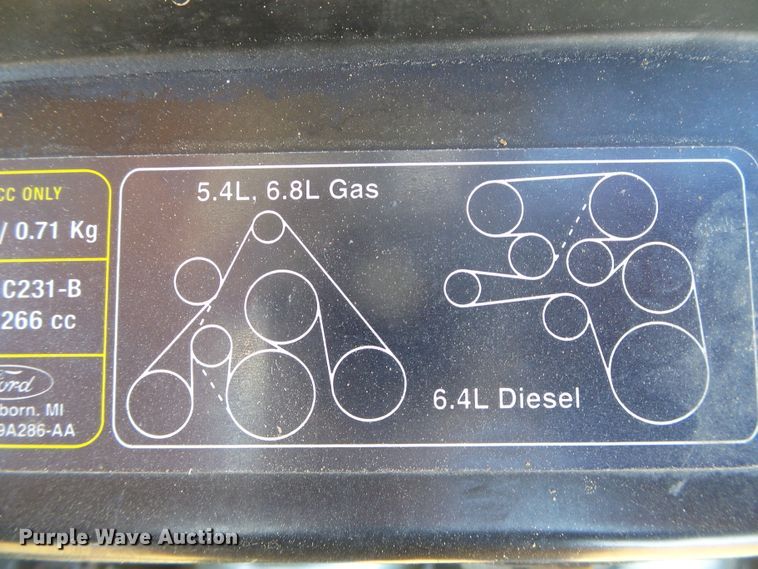 CC ONLY
/ 0.71 Kg
C231-B
266 cc
Ford
born. MI
9A286-AA
5.4L, 6.8L Gas
6.4L Diesel
Purple Wave Auction